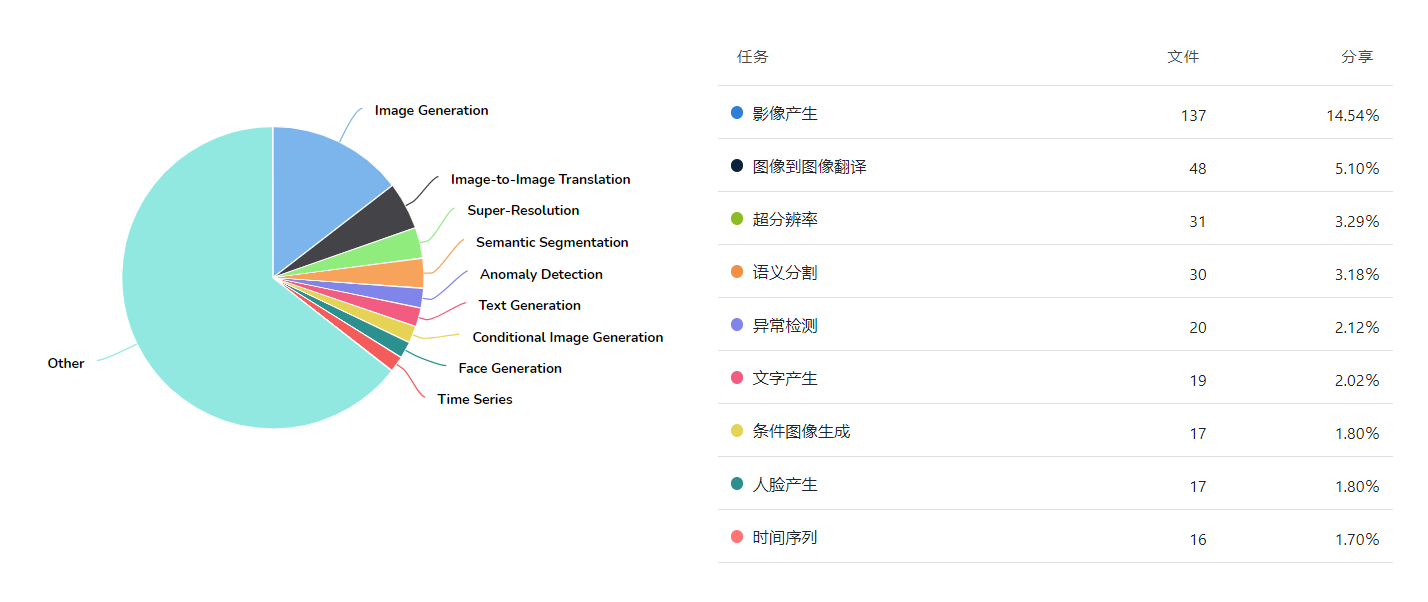 Image Generation
Image-to-Image Translation
Super-Resolution
Semantic Segmentation
Anomaly Detection
Text Generation
Conditional Image Generation
Other
Face Generation
Time Series
任务 文件 分享
影像产生 137 14.54%
图像到图像翻译 48 5.10%
超分辨率 31 3.29%
语义分割 30 3.18%
异常检测 20 2.12%
文字产生 19 2.02%
条件图像生成 17 1.80%
人脸产生 17 1.80%
时间序列 16 1.70%